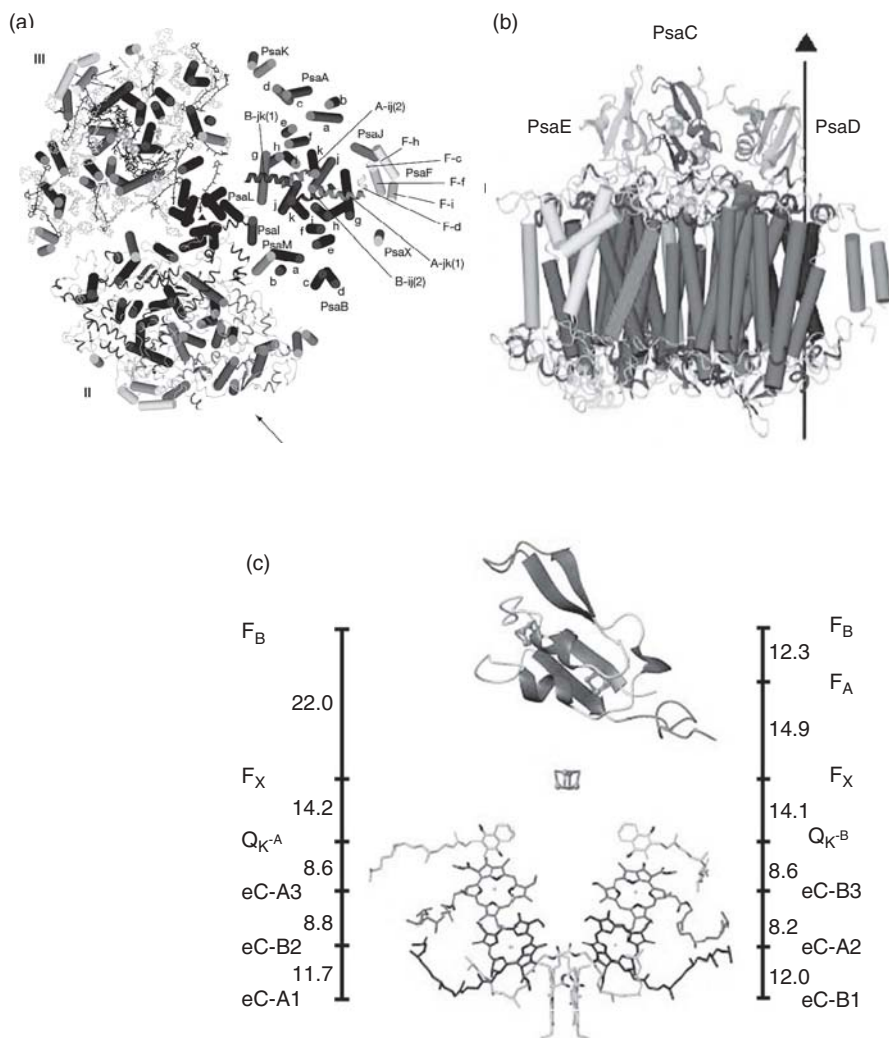 (a)
III
PsaK
PsaA
d
c
b
a
B-jk(1)
A-ij(2)
e
f
k
g
h
i
j
PsaJ
F-h
F-c
PsaF
F-f
F-i
F-d
PsaL
j
k
i
f
h
g
e
PsaI
PsaM
a
b
c
d
PsaX
A-jk(1)
B-ij(2)
PsaB
II
(b)
PsaC
PsaE
PsaD
I
(c)
F_B
22.0
F_X
14.2
Q_K-A
8.6
eC-A3
8.8
eC-B2
11.7
eC-A1
F_B
12.3
F_A
14.9
F_X
14.1
Q_K-B
8.6
eC-B3
8.2
eC-A2
12.0
eC-B1